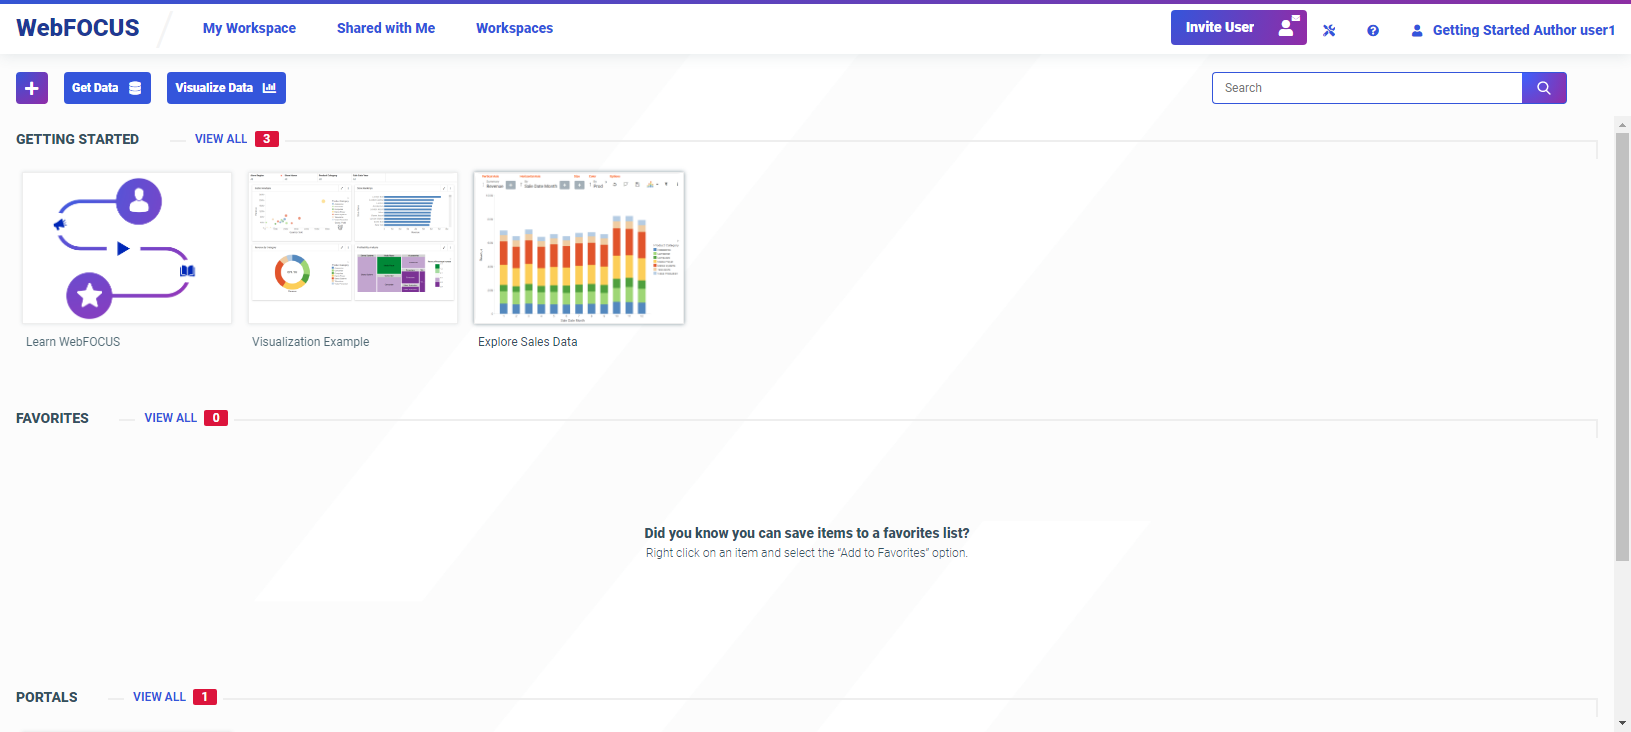 WebFOCUS
My Workspace
Shared with Me
Workspaces
Invite User
Getting Started Author user1
Get Data
Visualize Data
Search
GETTING STARTED
VIEW ALL 3
Learn WebFOCUS
Visualization Example
Explore Sales Data
FAVORITES
VIEW ALL 0
Did you know you can save items to a favorites list?
Right click on an item and select the “Add to Favorites” option.
PORTALS
VIEW ALL 1